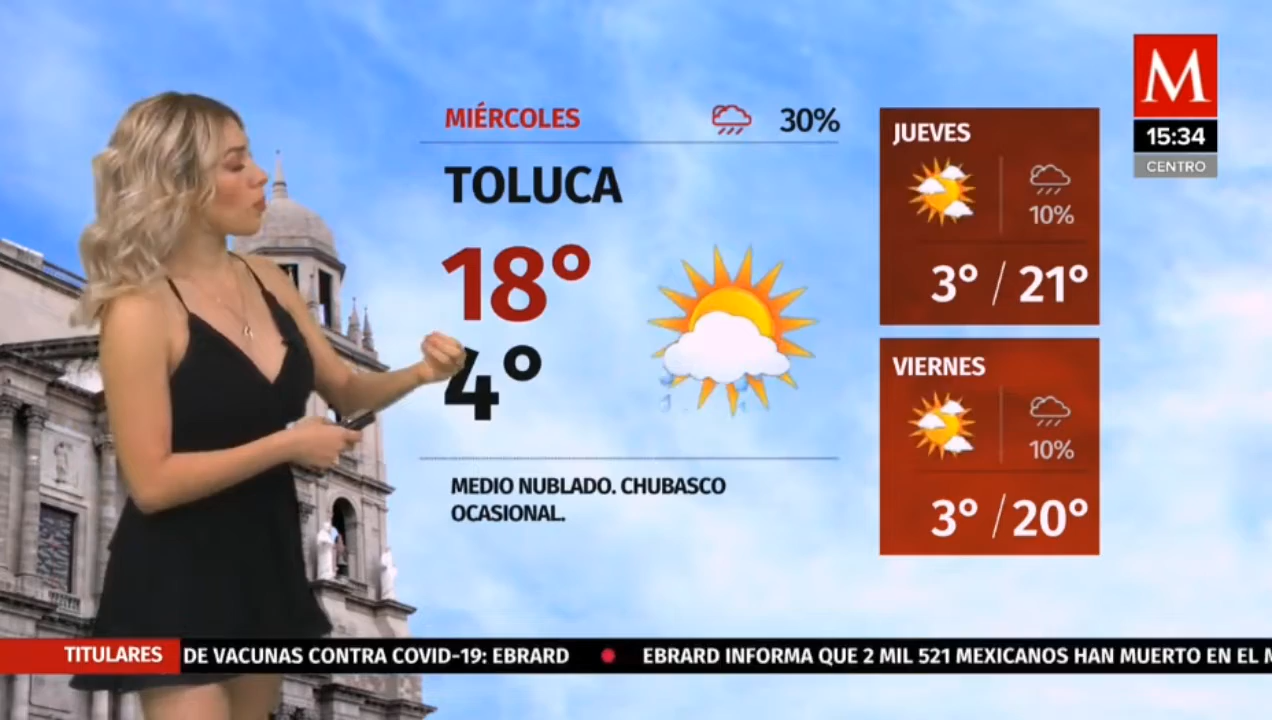 MIÉRCOLES 30%
TOLUCA
18°
4°
MEDIO NUBLADO. CHUBASCO
OCASIONAL.
JUEVES
10%
3° / 21°
VIERNES
10%
3° / 20°
M
15:34
CENTRO
TITULARES DE VACUNAS CONTRA COVID-19: EBRARD EBRARD INFORMA QUE 2 MIL 521 MEXICANOS HAN MUERTO EN EL